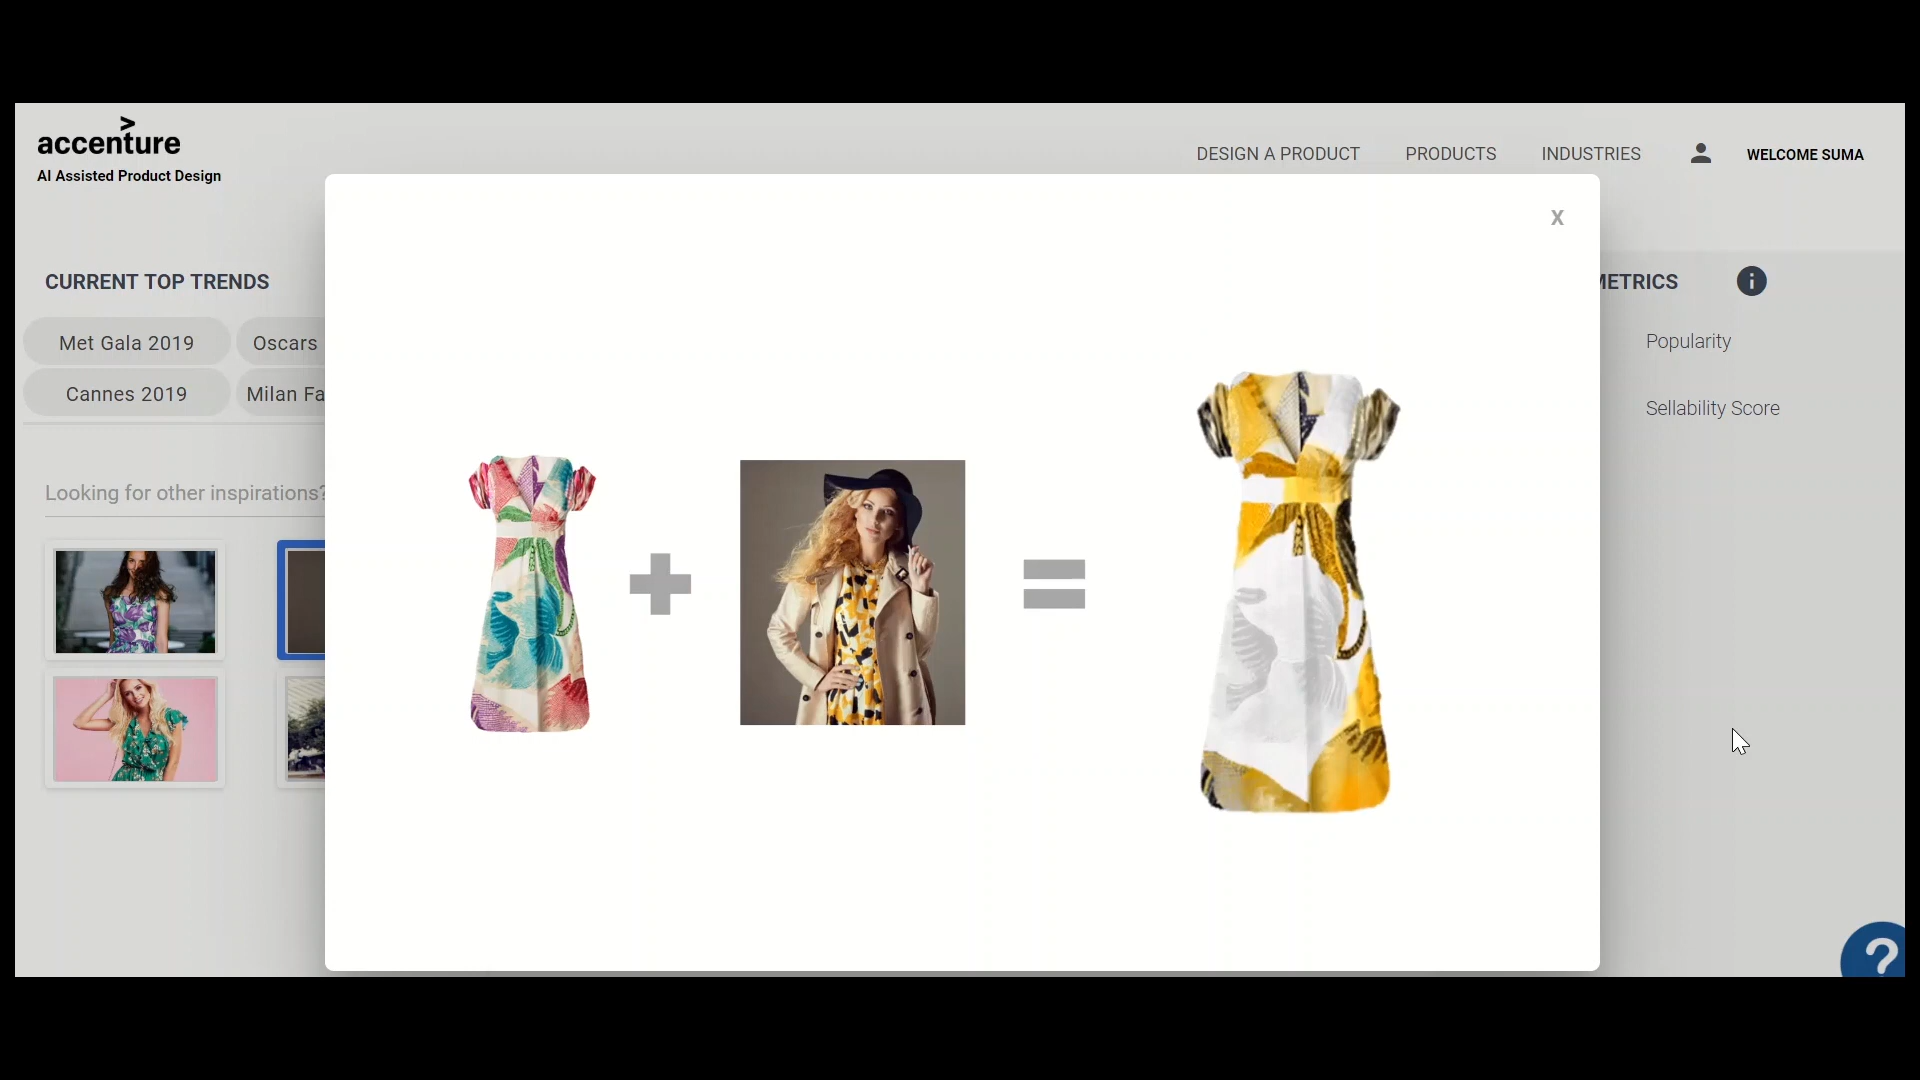 accenture
AI Assisted Product Design
DESIGN A PRODUCT
PRODUCTS
INDUSTRIES
WELCOME SUMA
X
CURRENT TOP TRENDS
METRICS
i
Met Gala 2019
Oscars
Popularity
Cannes 2019
Milan Fa
Sellability Score
Looking for other inspirations?
?